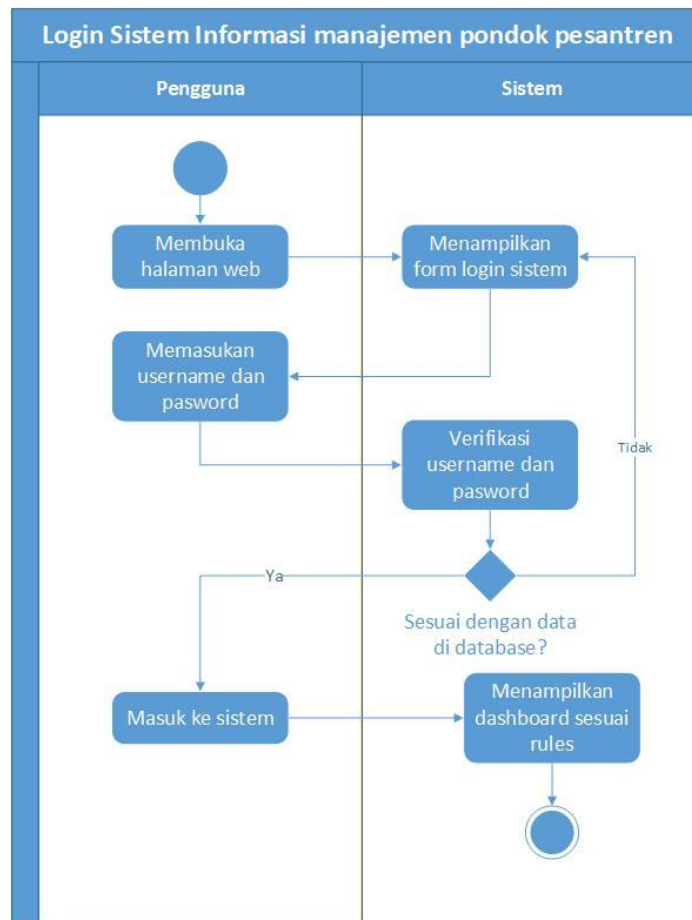 Login Sistem Informasi manajemen pondok pesantren
Pengguna
Sistem
Membuka
halaman web
Menampilkan
form login sistem
Memasukan
username dan
pasword
Verifikasi
username dan
pasword
Tidak
Ya
Sesuai dengan data
di database?
Masuk ke sistem
Menampilkan
dashboard sesuai
rules